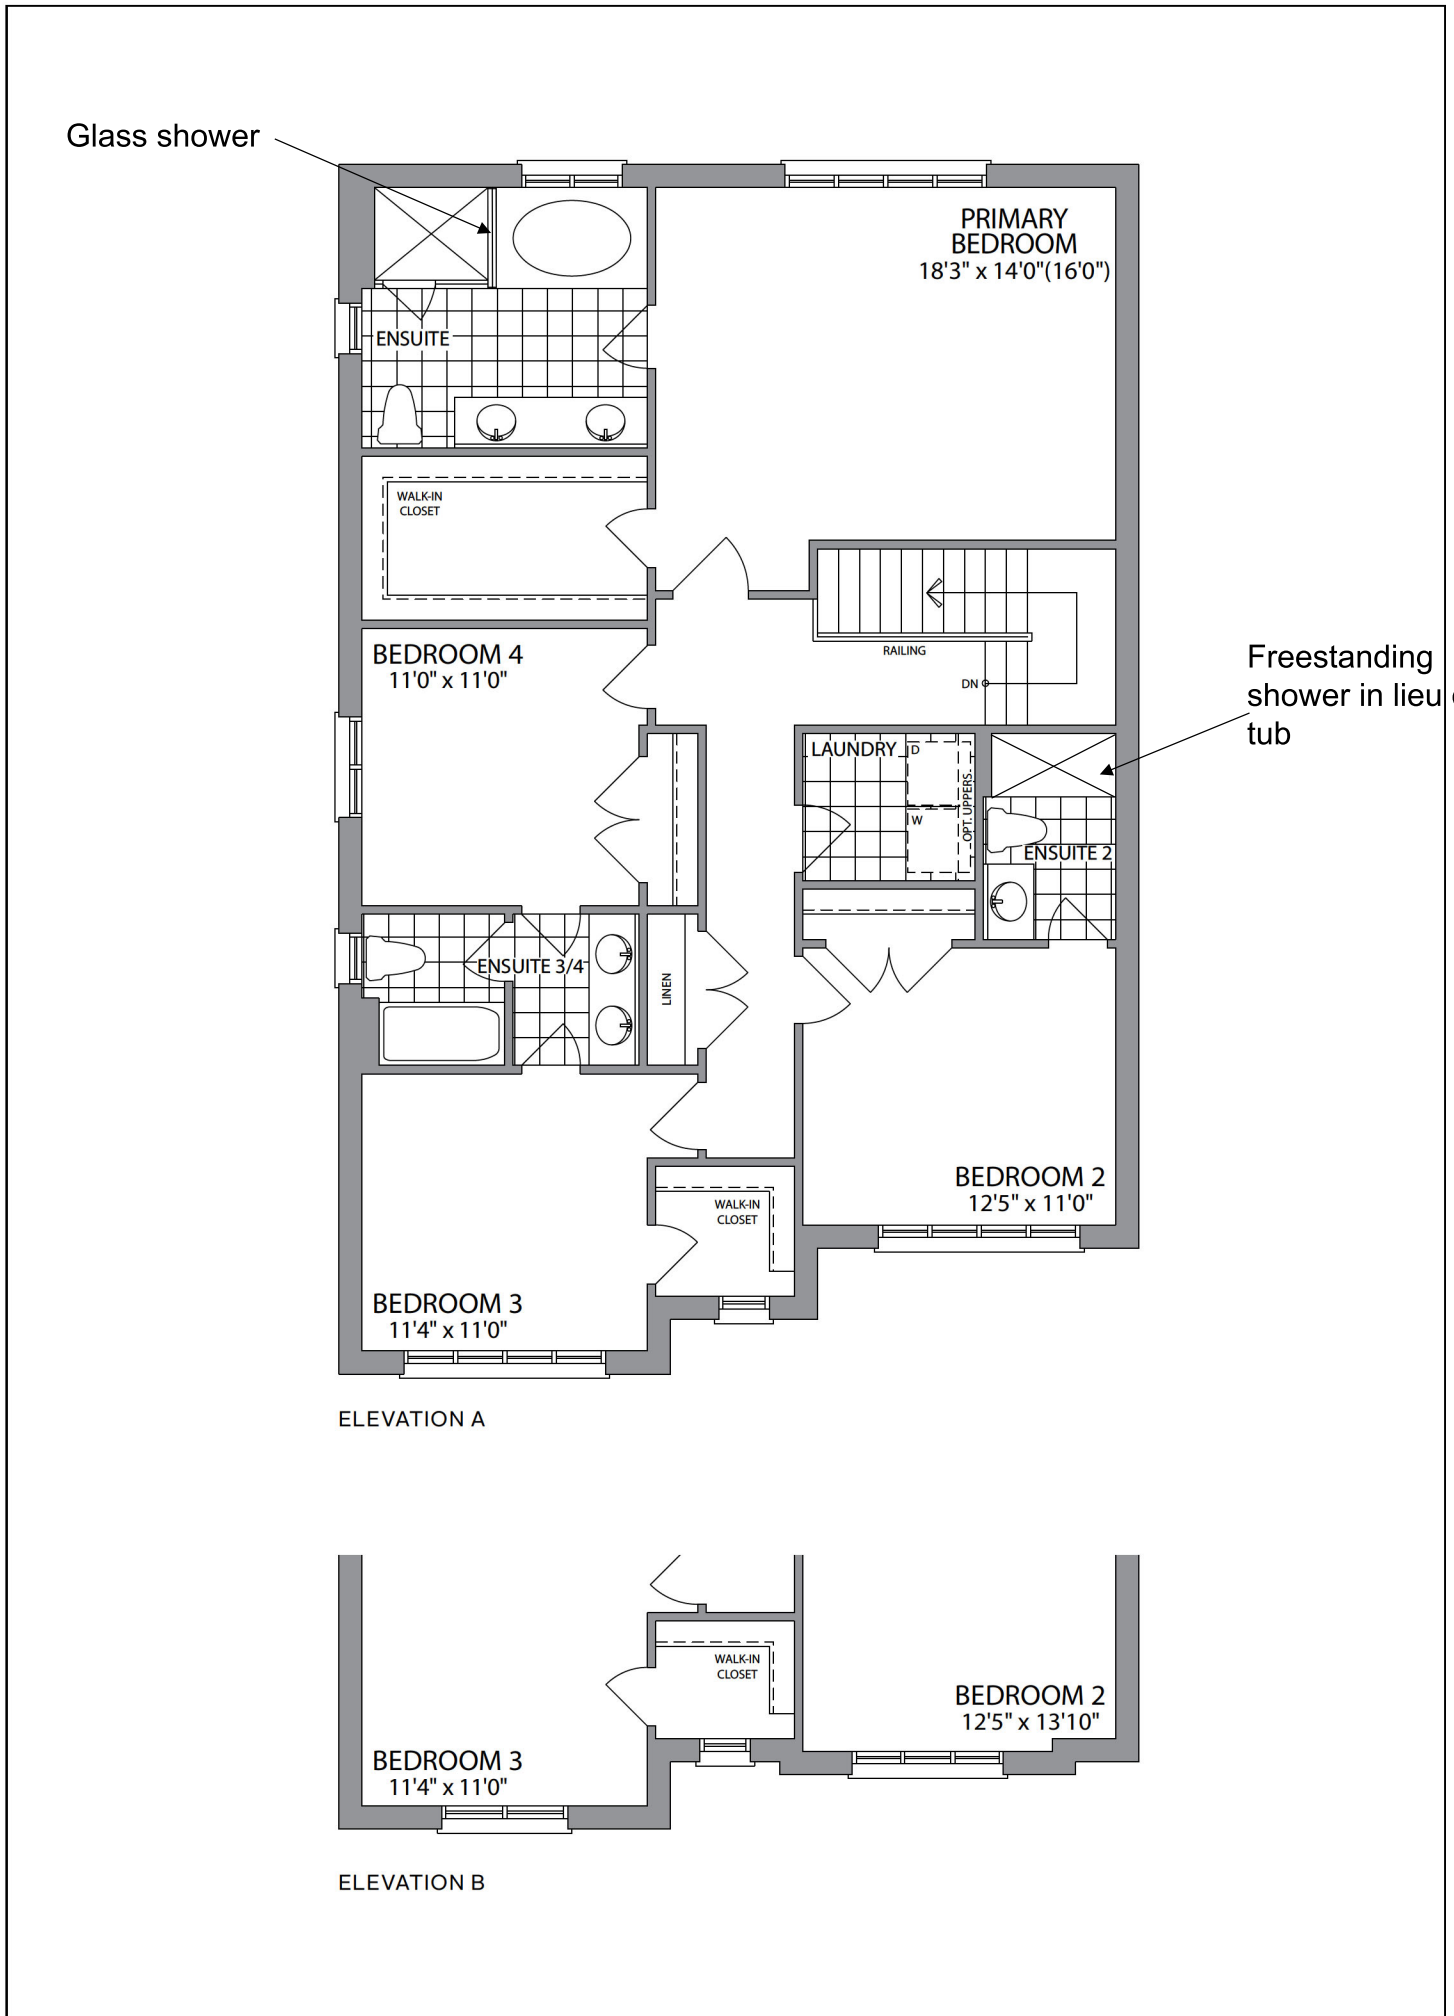 Glass shower
PRIMARY
BEDROOM
18'3" x 14'0"(16'0")
ENSUITE
WALK-IN
CLOSET
BEDROOM 4
11'0" x 11'0"
RAILING
DN
Freestanding
shower in lieu
tub
LAUNDRY
D
W
OPT. UPPERS
ENSUITE 2
ENSUITE 3/4
LINEN
BEDROOM 2
12'5" x 11'0"
WALK-IN
CLOSET
BEDROOM 3
11'4" x 11'0"
ELEVATION A
WALK-IN
CLOSET
BEDROOM 2
12'5" x 13'10"
BEDROOM 3
11'4" x 11'0"
ELEVATION B